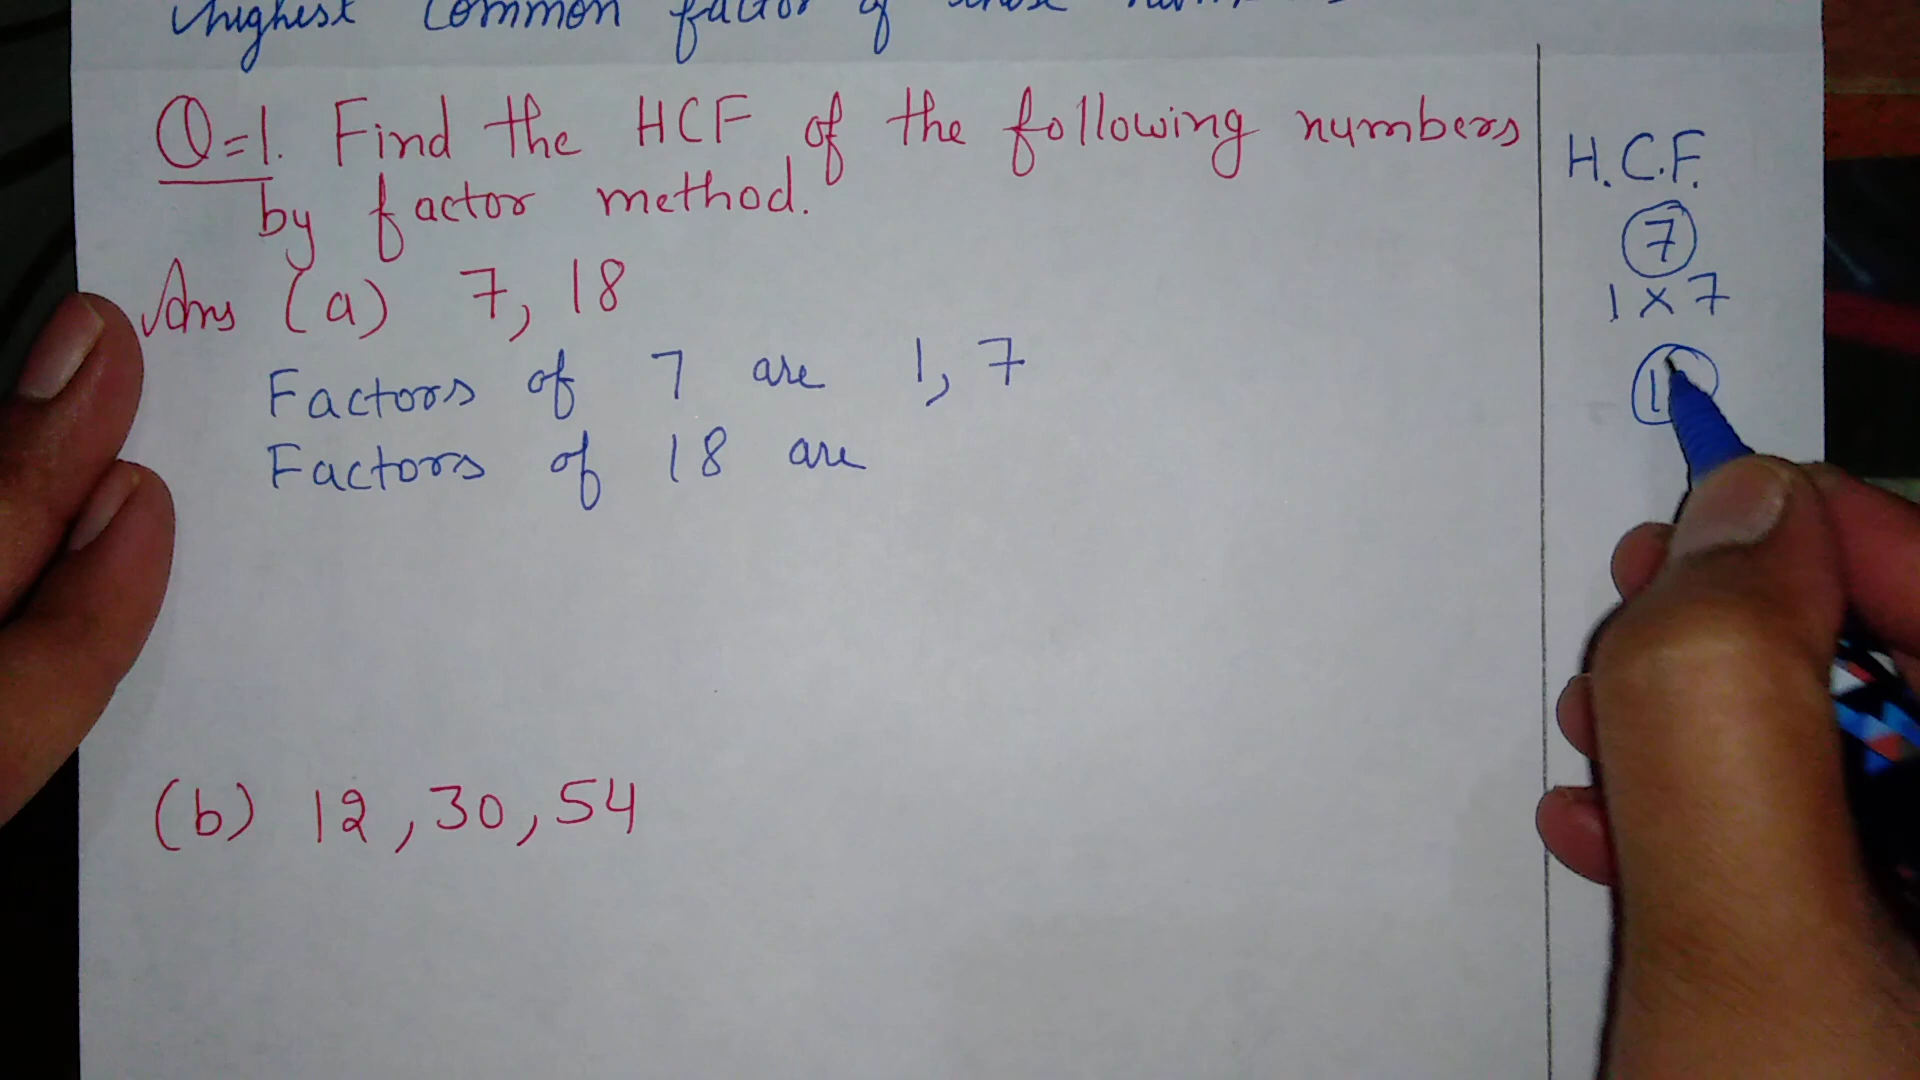 highest common factor of
Q=1. Find the HCF of the following numbers
by factor method.
Ans (a) 7, 18
Factors of 7 are 1, 7
Factors of 18 are
(b) 12, 30, 54
H.C.F.
7
1 x 7
1